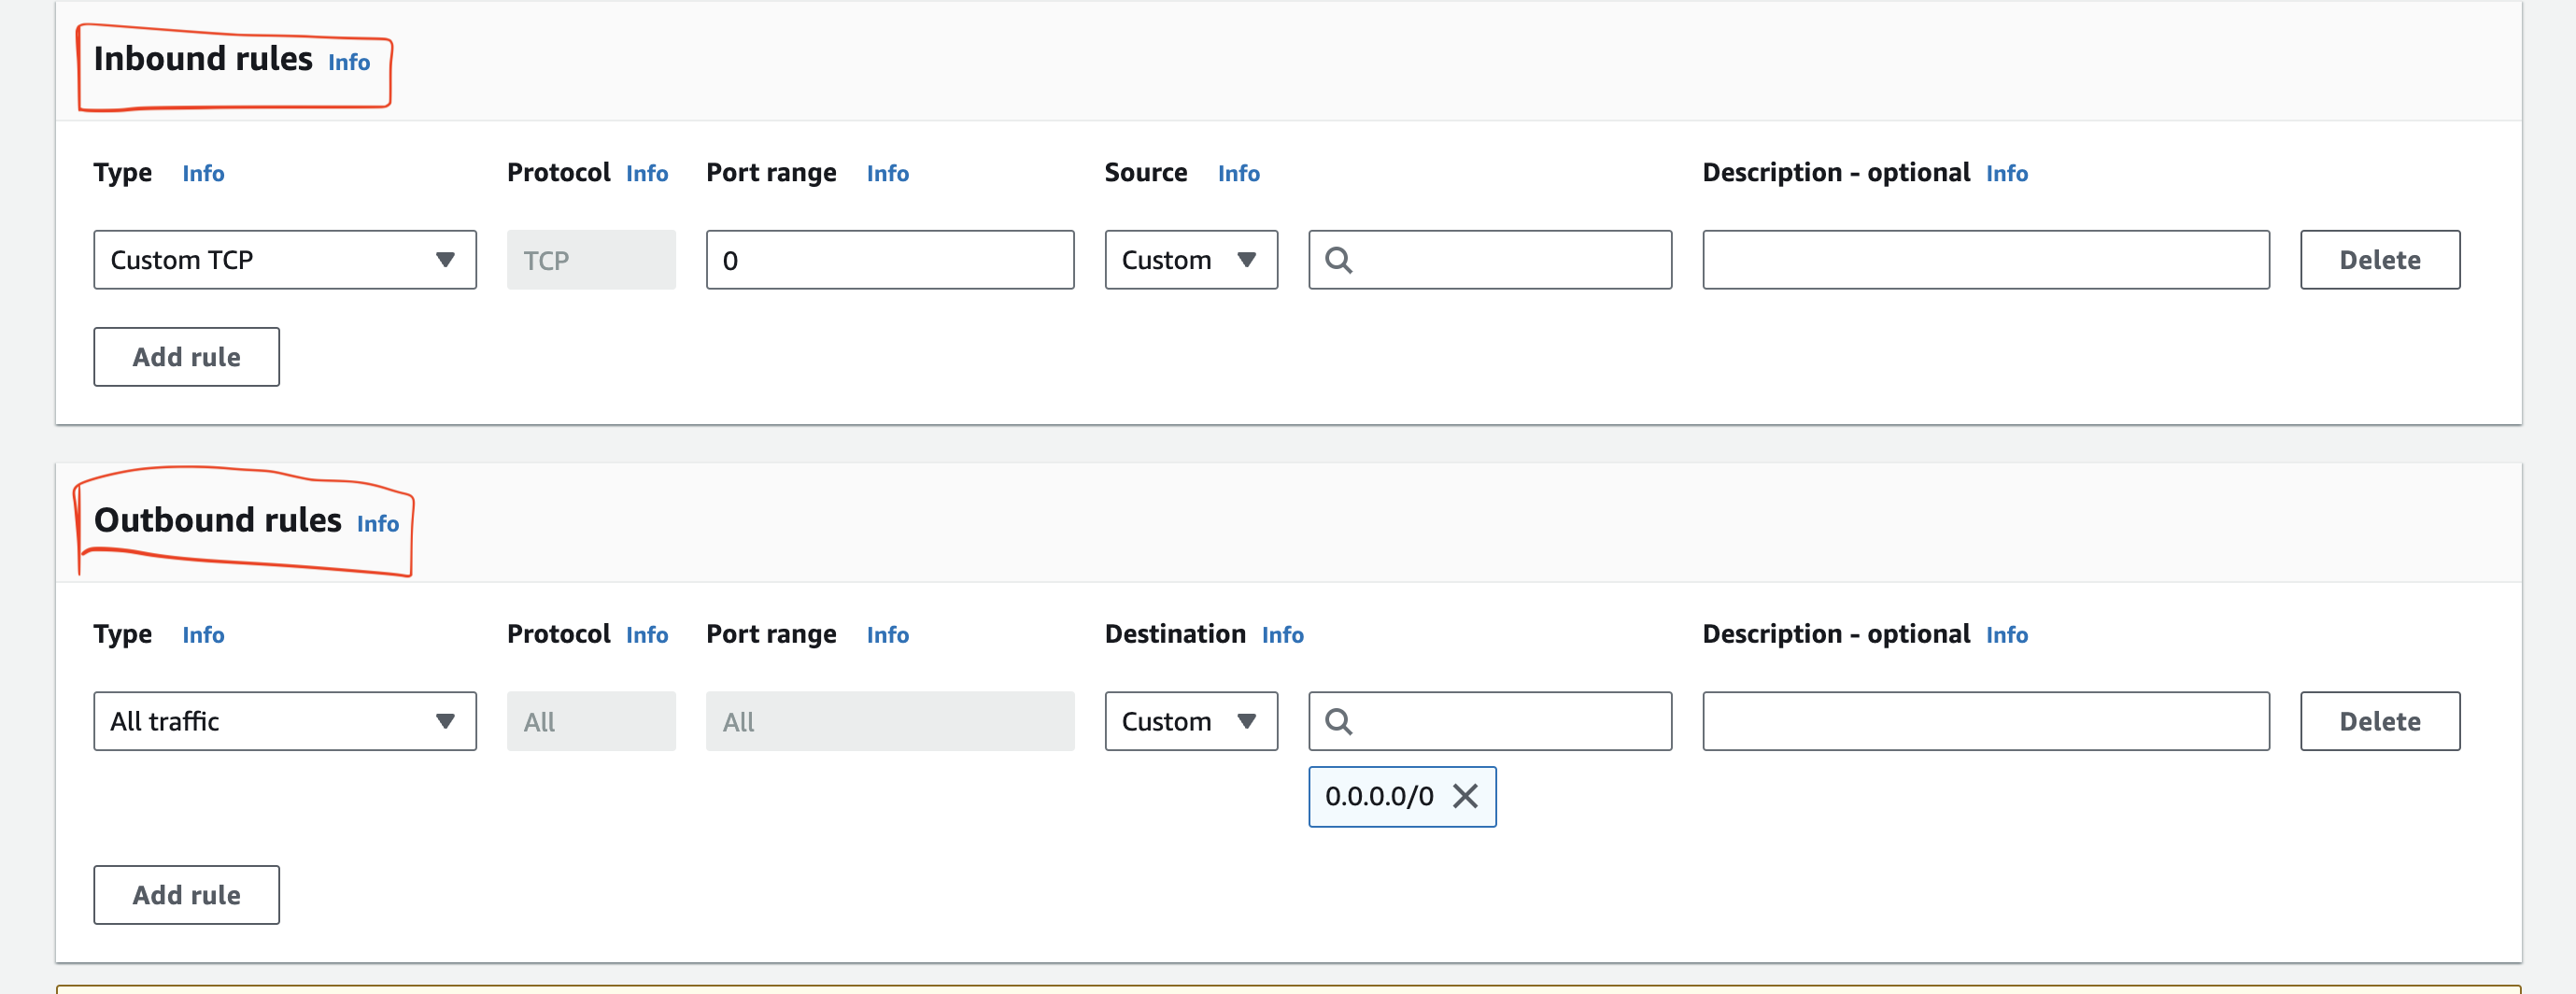 Inbound rules Info
Type Info Protocol Info Port range Info Source Info Description - optional Info
Custom TCP TCP 0 Custom Delete
Add rule
Outbound rules Info
Type Info Protocol Info Port range Info Destination Info Description - optional Info
All traffic All All Custom Delete
0.0.0.0/0
Add rule